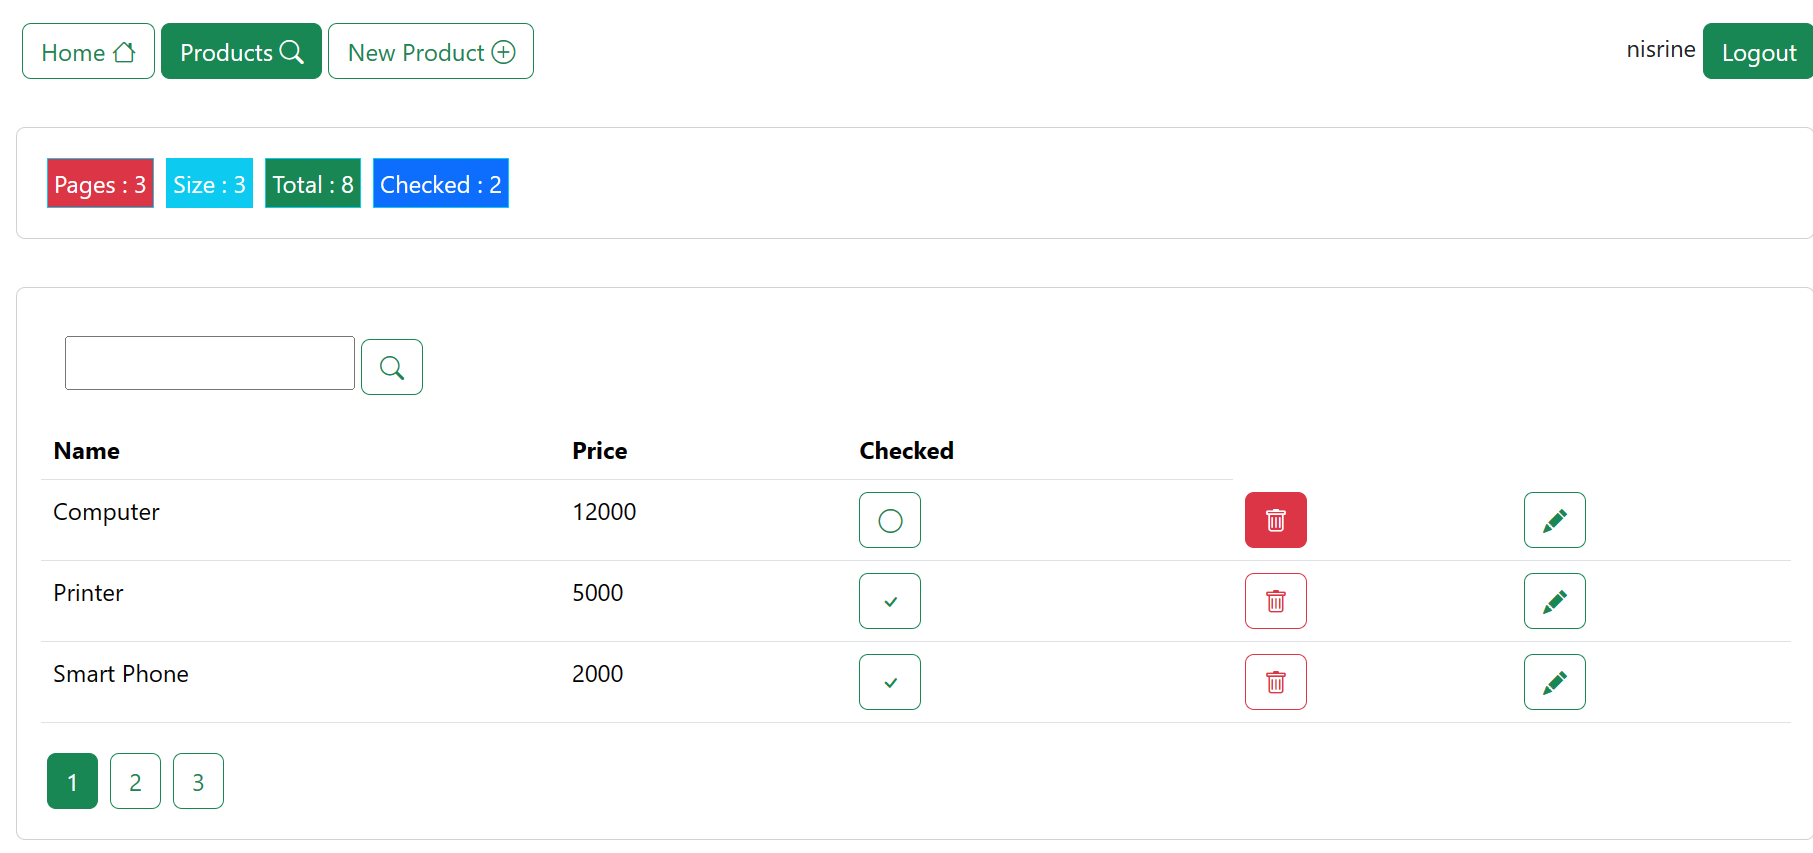 Home Products New Product nisrine Logout
Pages : 3 Size : 3 Total : 8 Checked : 2
Name Price Checked
Computer 12000
Printer 5000
Smart Phone 2000
1 2 3